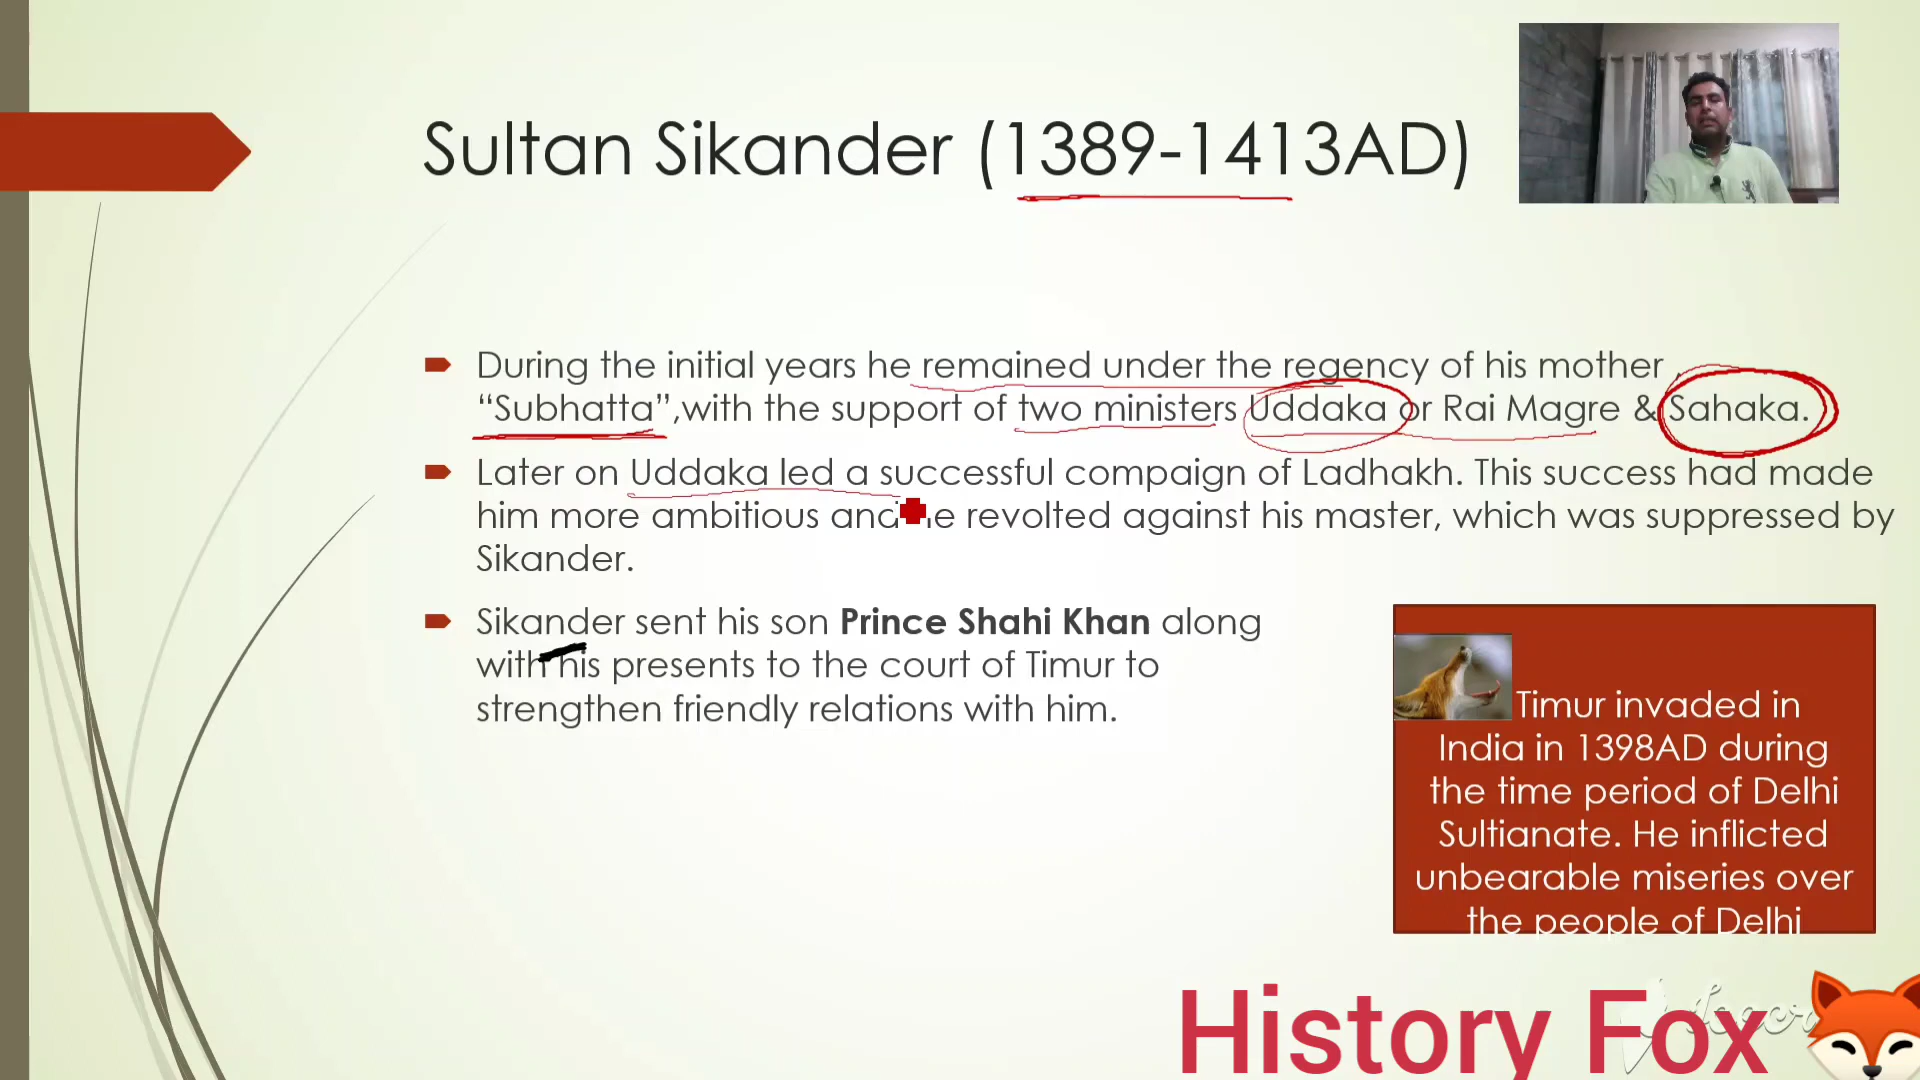 Sultan Sikander (1389-1413AD)
During the initial years he remained under the regency of his mother ,
“Subhatta”,with the support of two ministers Uddaka or Rai Magre & Sahaka.
Later on Uddaka led a successful compaign of Ladhakh. This success had made
him more ambitious and he revolted against his master, which was suppressed by
Sikander.
Sikander sent his son Prince Shahi Khan along
with his presents to the court of Timur to
strengthen friendly relations with him.
Timur invaded in
India in 1398AD during
the time period of Delhi
Sultianate. He inflicted
unbearable miseries over
the people of Delhi
History Fox